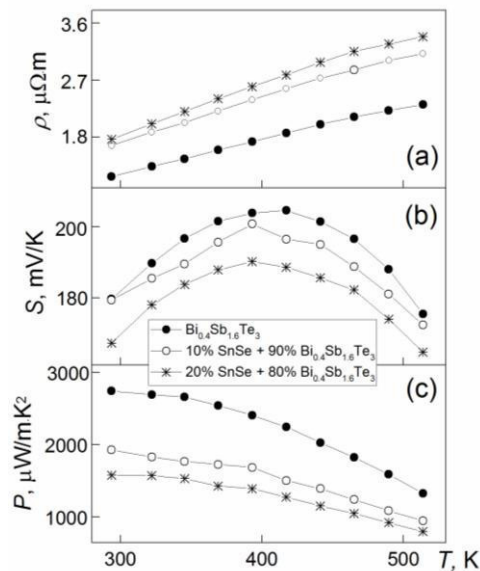 3.6
2.7
1.8
ρ, μΩm
(a)
200
180
S, mV/K
(b)
Bi₀.₄Sb₁.₆Te₃
10% SnSe + 90% Bi₀.₄Sb₁.₆Te₃
20% SnSe + 80% Bi₀.₄Sb₁.₆Te₃
3000
2000
1000
P, μW/mK²
(c)
300 400 500 T, K